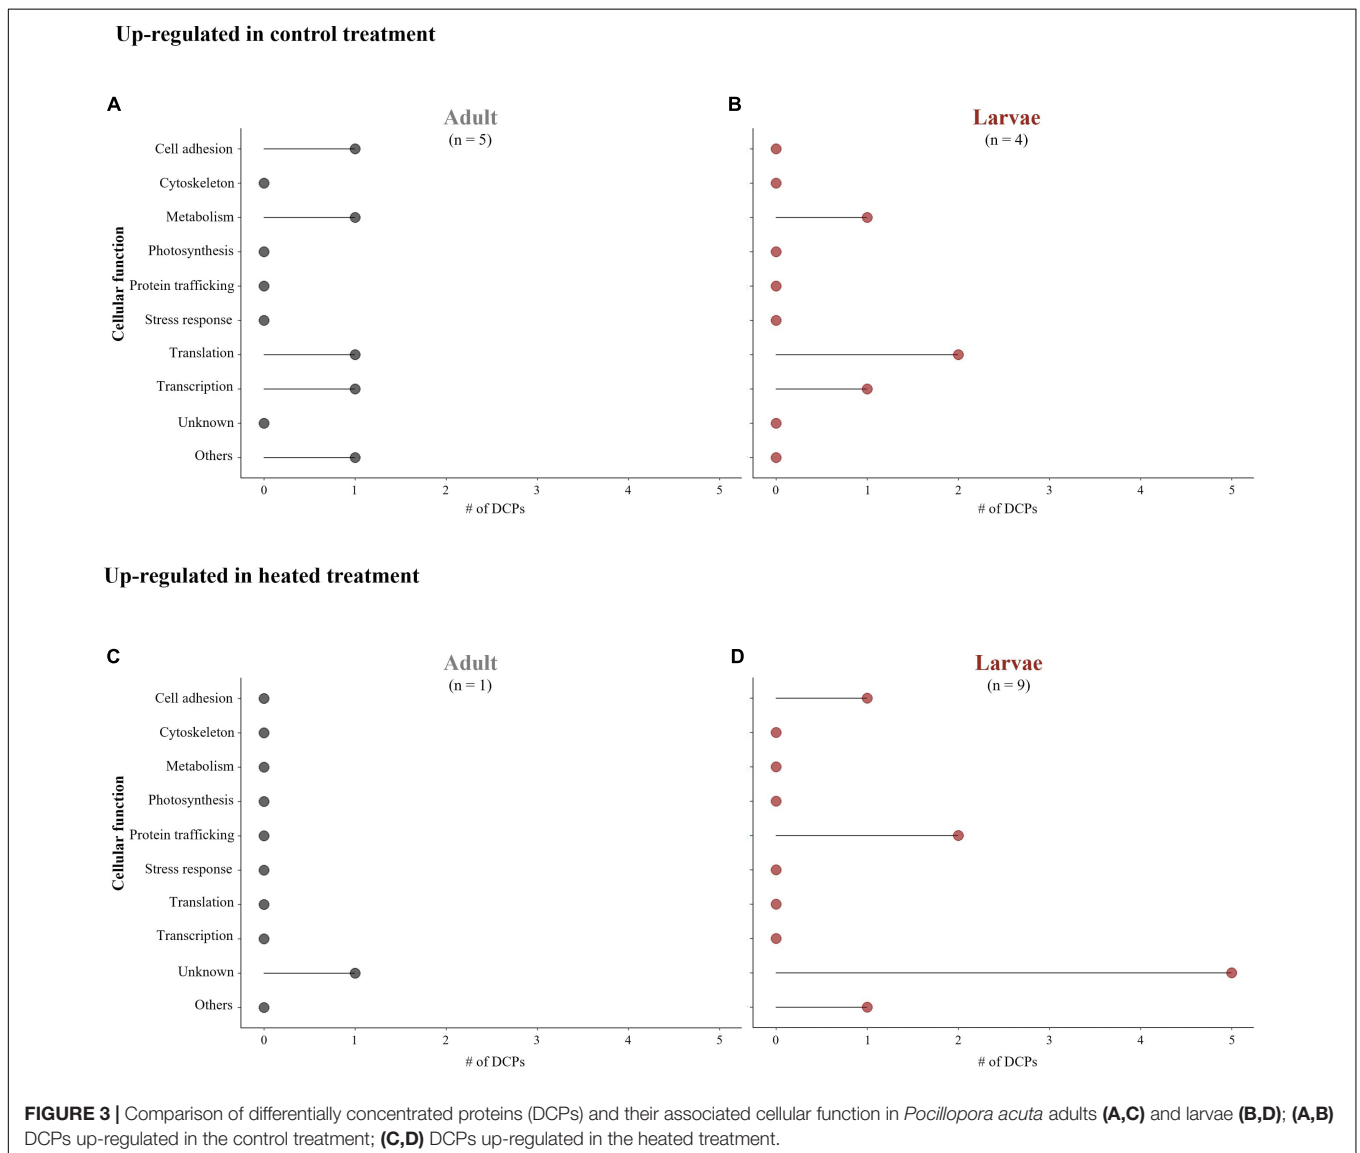 Up-regulated in control treatment
A
Adult
(n = 5)
Cell adhesion
Cytoskeleton
Metabolism
Photosynthesis
Protein trafficking
Stress response
Translation
Transcription
Unknown
Others
Cellular function
0 1 2 3 4 5
# of DCPs
B
Larvae
(n = 4)
0 1 2 3 4 5
# of DCPs
Up-regulated in heated treatment
C
Adult
(n = 1)
Cell adhesion
Cytoskeleton
Metabolism
Photosynthesis
Protein trafficking
Stress response
Translation
Transcription
Unknown
Others
Cellular function
0 1 2 3 4 5
# of DCPs
D
Larvae
(n = 9)
0 1 2 3 4 5
# of DCPs
FIGURE 3 | Comparison of differentially concentrated proteins (DCPs) and their associated cellular function in Pocillopora acuta adults (A,C) and larvae (B,D); (A,B)
DCPs up-regulated in the control treatment; (C,D) DCPs up-regulated in the heated treatment.